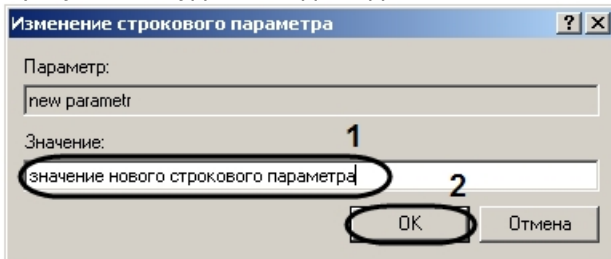 Изменение строкового параметра
Параметр:
new parametr
Значение:
1
значение нового строкового параметра
2
OK
Отмена